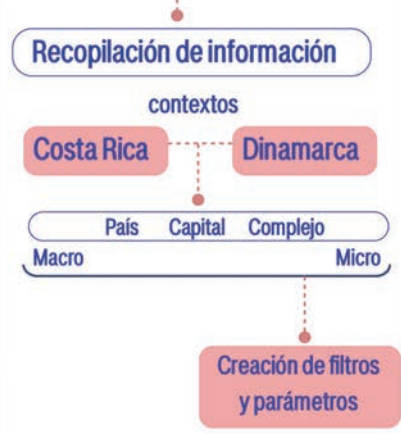 Recopilación de información
contextos
Costa Rica Dinamarca
País Capital Complejo
Macro Micro
Creación de filtros
y parámetros